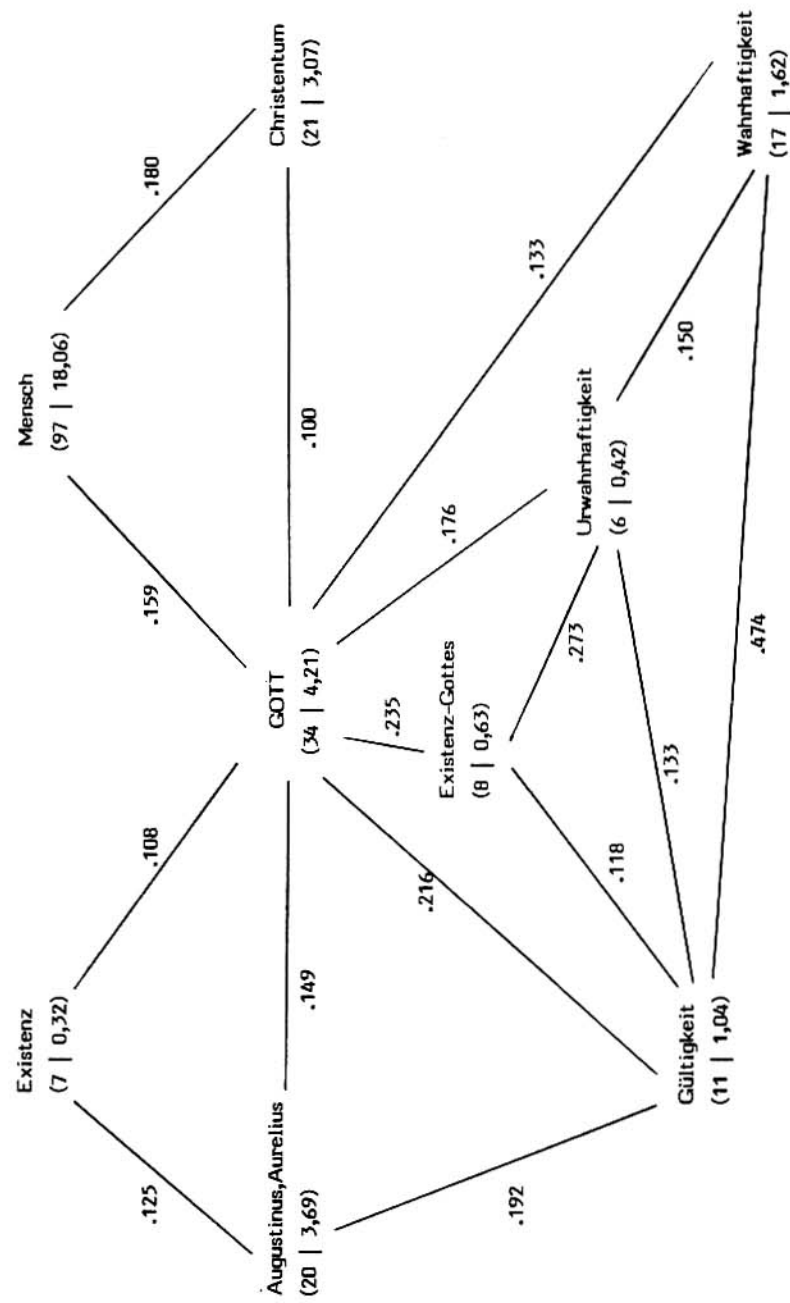 Existenz
(7 | 0,32)
Mensch
(97 | 18,06)
.125
.108
.159
.180
Augustinus,Aurelius
(20 | 3,69)
.149
GOTT
(34 | 4,21)
.100
Christentum
(21 | 3,07)
.192
.216
.235
.176
.133
Existenz-Gottes
(8 | 0,63)
.273
Urwahrhaftigkeit
(6 | 0,42)
.118
.133
.150
Gültigkeit
(11 | 1,04)
.474
Wahrhaftigkeit
(17 | 1,62)